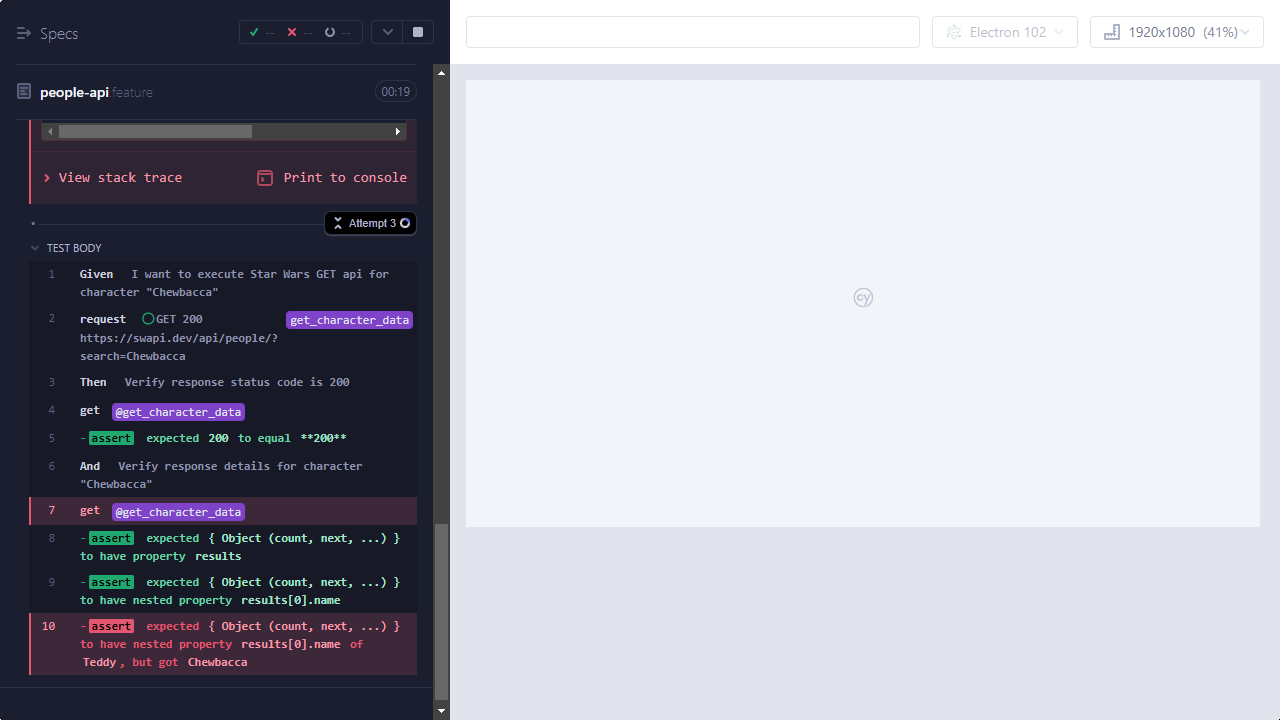 Specs
--
--
--
Electron 102
1920x1080 (41%)
people-api.feature
00:19
View stack trace
Print to console
Attempt 3
TEST BODY
1 Given I want to execute Star Wars GET api for
character "Chewbacca"
2 request GET 200 get_character_data
https://swapi.dev/api/people/?
search=Chewbacca
3 Then Verify response status code is 200
4 get @get_character_data
5 -assert expected 200 to equal **200**
6 And Verify response details for character
"Chewbacca"
7 get @get_character_data
8 -assert expected { Object (count, next, ...) }
to have property results
9 -assert expected { Object (count, next, ...) }
to have nested property results[0].name
10 -assert expected { Object (count, next, ...) }
to have nested property results[0].name of
Teddy, but got Chewbacca
cy